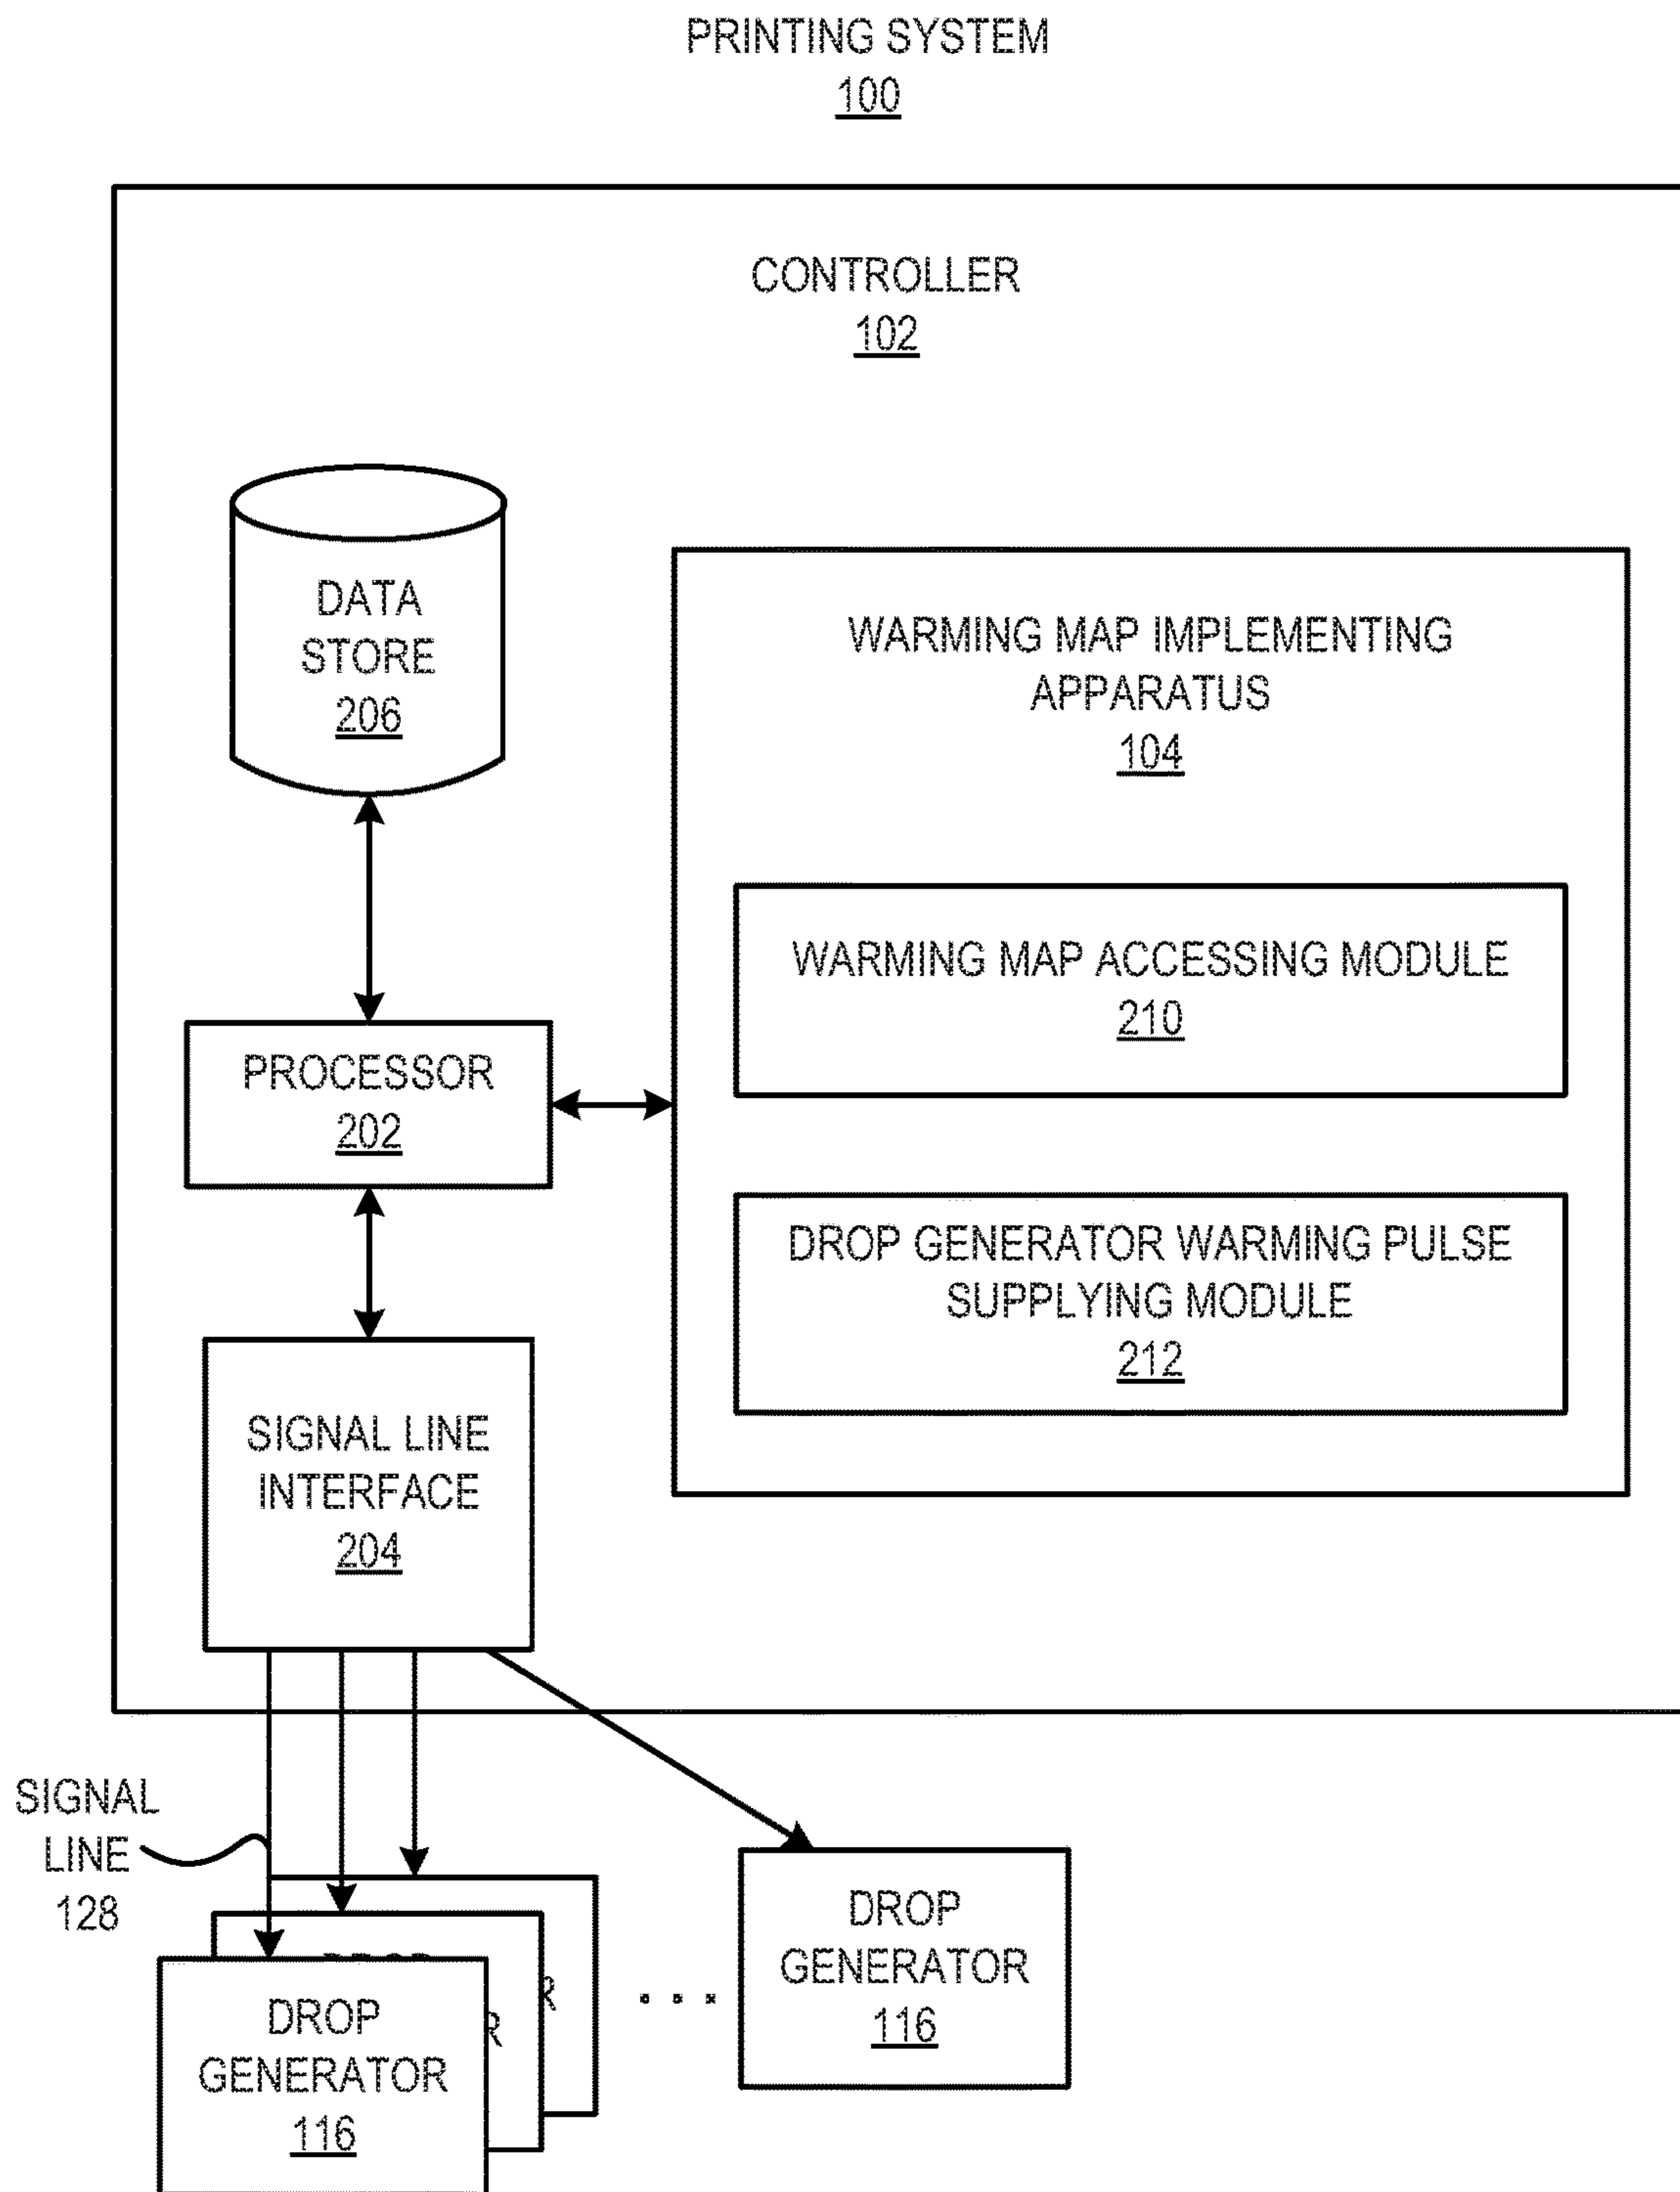 PRINTING SYSTEM
100
CONTROLLER
102
DATA
STORE
206
WARMING MAP IMPLEMENTING
APPARATUS
104
WARMING MAP ACCESSING MODULE
210
PROCESSOR
202
DROP GENERATOR WARMING PULSE
SUPPLYING MODULE
212
SIGNAL LINE
INTERFACE
204
SIGNAL
LINE
128
DROP
GENERATOR
116
. . .
DROP
GENERATOR
116